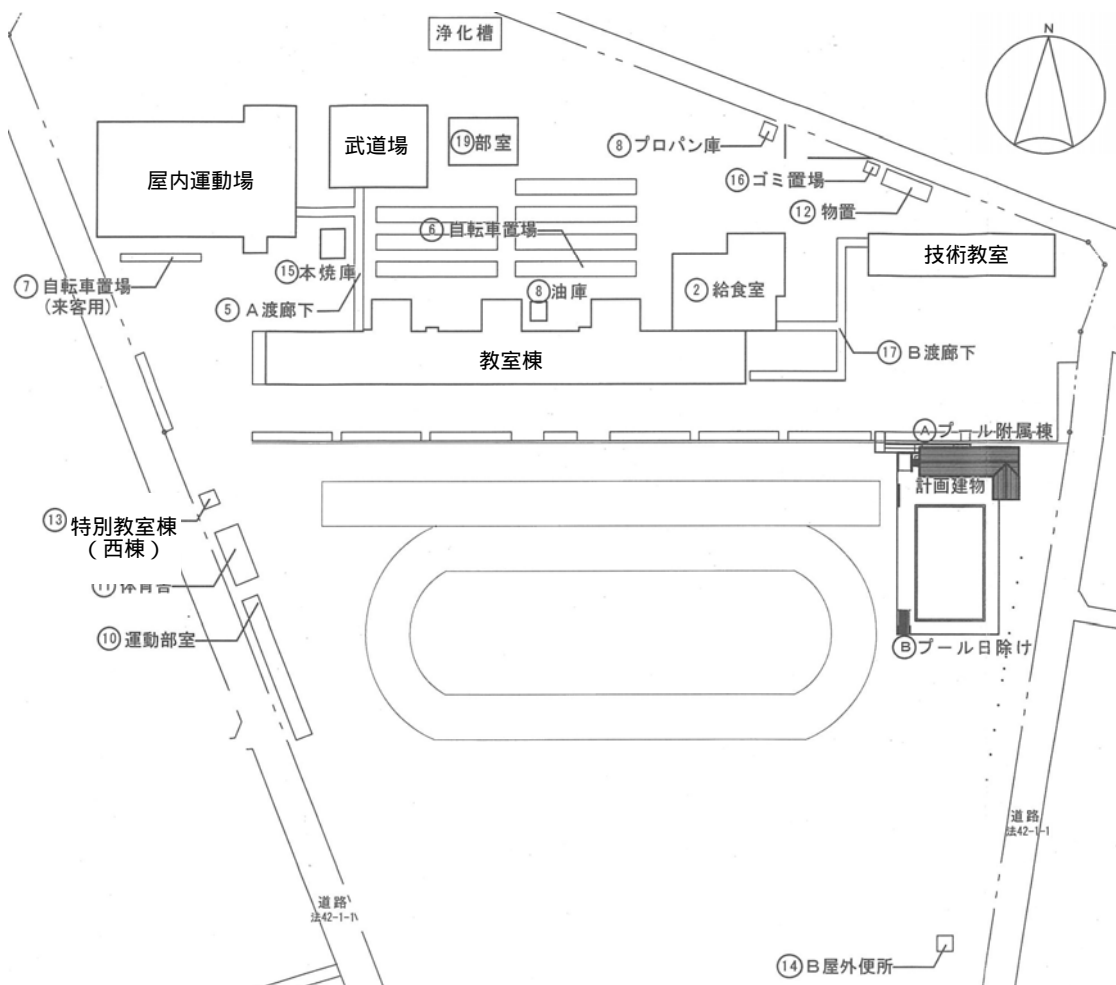 浄化槽
N
武道場
⑲部室
⑧プロパン庫
屋内運動場
⑯ゴミ置場
⑫物置
⑥自転車置場
技術教室
⑮本焼庫
⑦自転車置場
(来客用)
⑧油庫
②給食室
⑤A渡廊下
教室棟
⑰B渡廊下
Ⓐプール附属棟
計画建物
⑬特別教室棟
(西棟)
⑩運動部室
Ⓑプール日除け
道路
法42-1-1
道路
法42-1-1
⑭B屋外便所